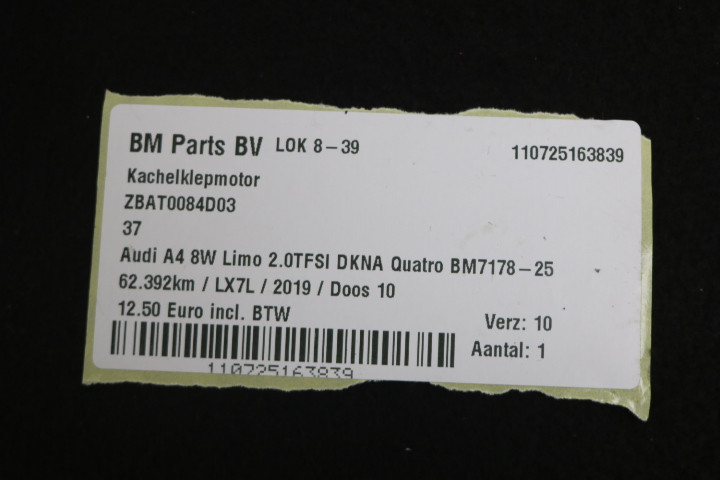 BM Parts BV LOK 8-39 110725163839
Kachelklepmotor
ZBAT0084D03
37
Audi A4 8W Limo 2.0TFSI DKNA Quatro BM7178-25
62.392km / LX7L / 2019 / Doos 10
12.50 Euro incl. BTW
Verz: 10
Aantal: 1
110725163839